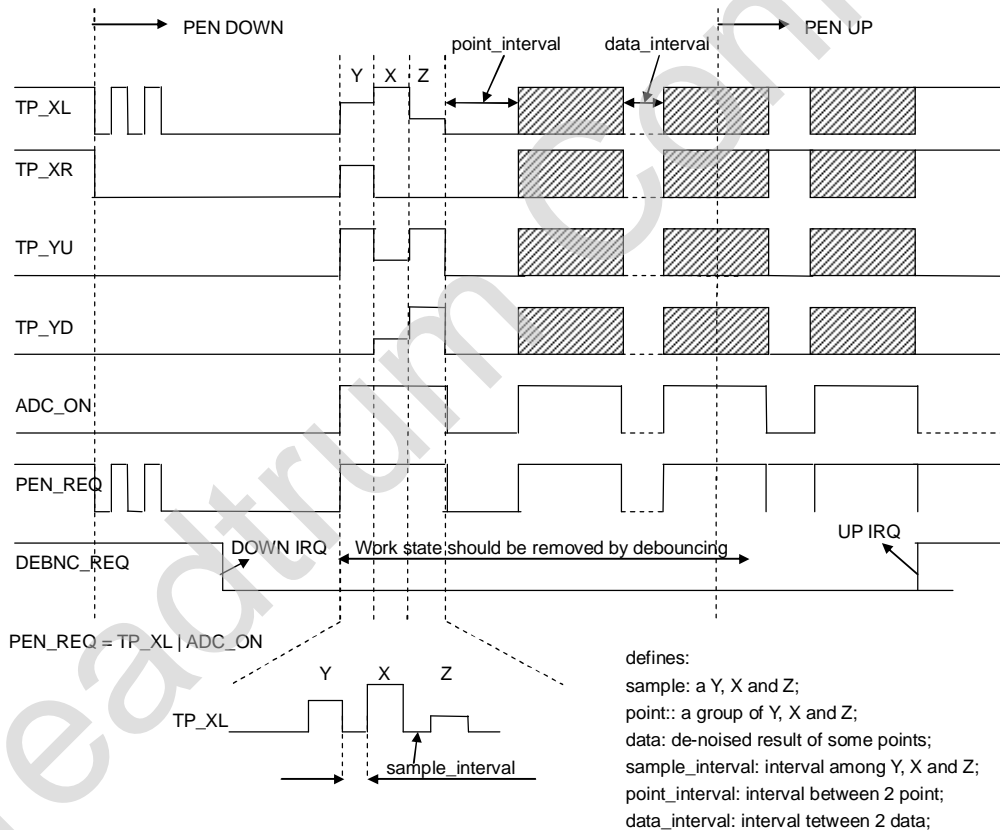 PEN DOWN
PEN UP
point_interval
data_interval
Y X Z
TP_XL
TP_XR
TP_YU
TP_YD
ADC_ON
PEN_REQ
DEBNC_REQ
DOWN IRQ
Work state should be removed by debouncing
UP IRQ
PEN_REQ = TP_XL | ADC_ON
Y X Z
TP_XL
sample_interval
defines:
sample: a Y, X and Z;
point:: a group of Y, X and Z;
data: de-noised result of some points;
sample_interval: interval among Y, X and Z;
point_interval: interval between 2 point;
data_interval: interval tetween 2 data;